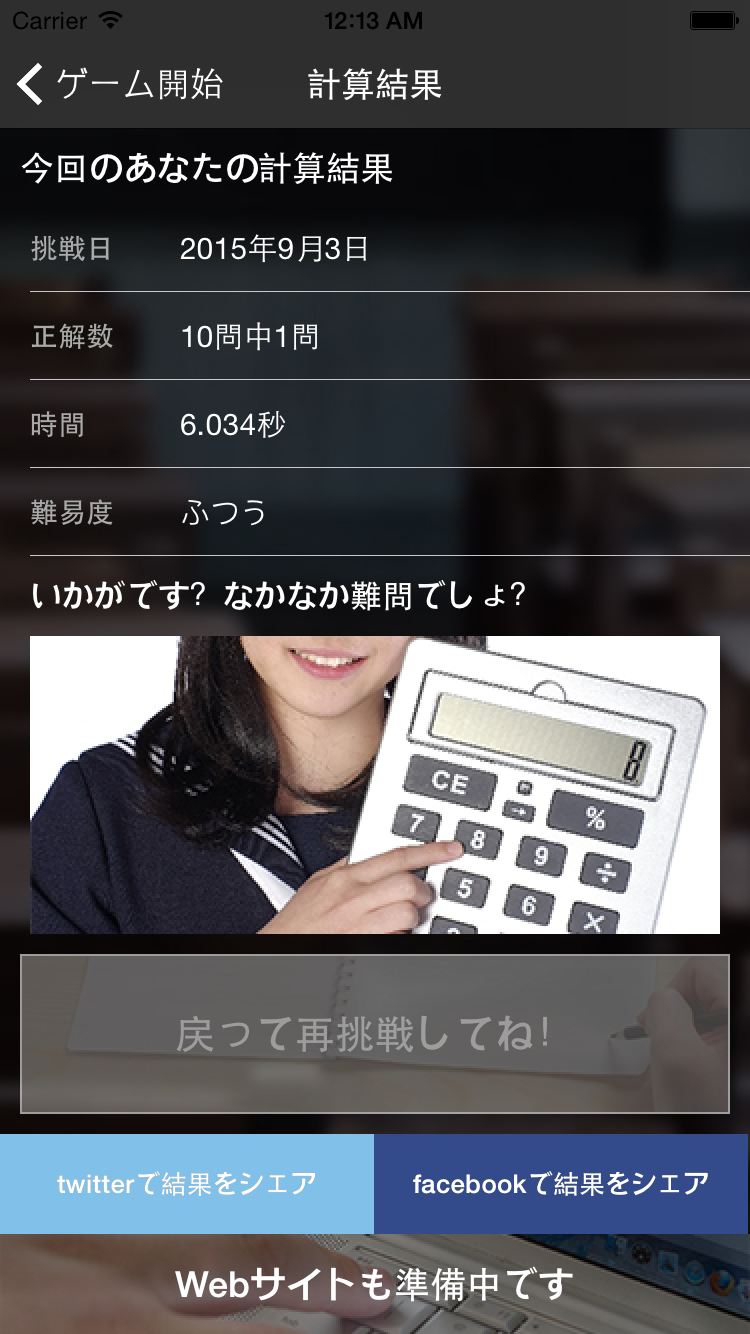 Carrier 12:13 AM
ゲーム開始 計算結果
今回のあなたの計算結果
挑戦日 2015年9月3日
正解数 10問中1問
時間 6.034秒
難易度 ふつう
いかがです? なかなか難問でしょ?
8
CE → %
7 8 9 ÷
5 6 X
戻って再挑戦してね!
twitterで結果をシェア facebookで結果をシェア
Webサイトも準備中です